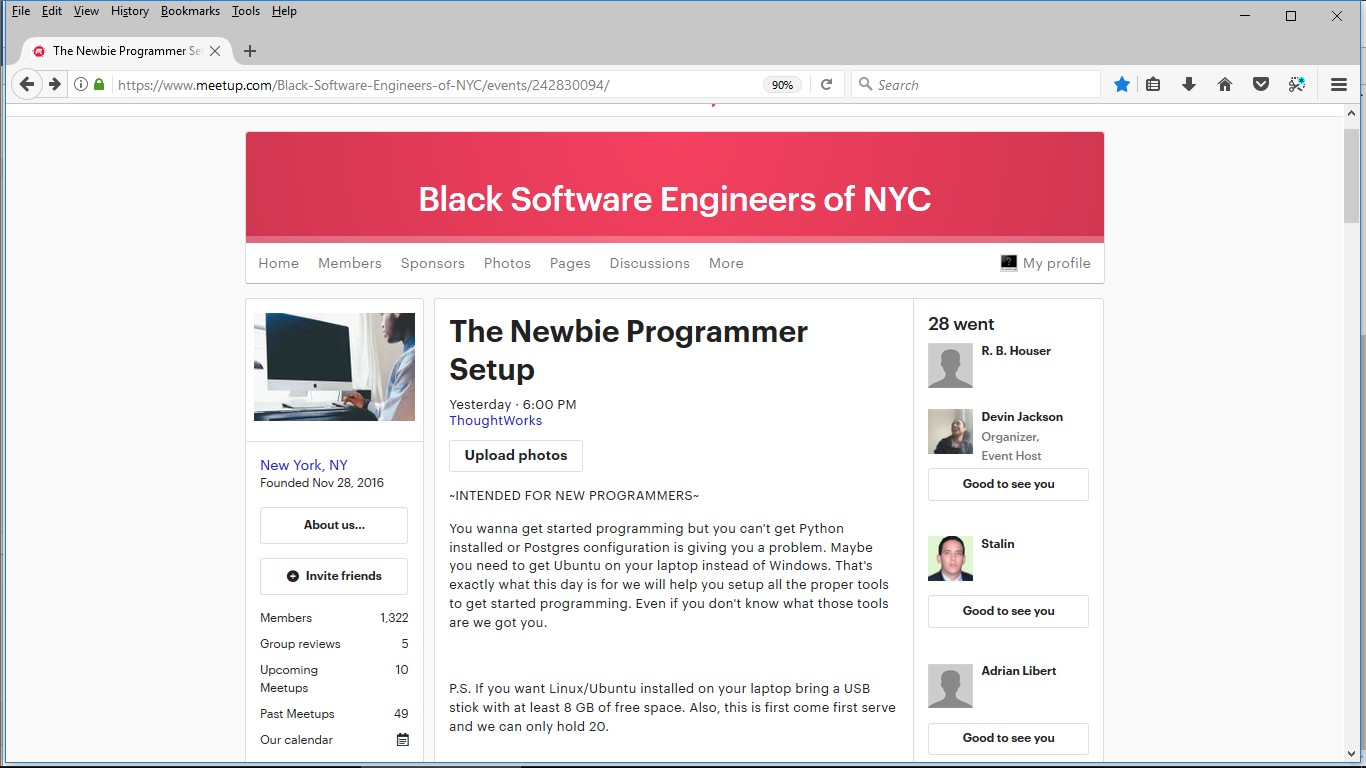 File Edit View History Bookmarks Tools Help
The Newbie Programmer Se
https://www.meetup.com/Black-Software-Engineers-of-NYC/events/242830094/
90%
Search
Black Software Engineers of NYC
Home Members Sponsors Photos Pages Discussions More
My profile
New York, NY
Founded Nov 28, 2016
About us...
Invite friends
Members 1,322
Group reviews 5
Upcoming 10
Meetups
Past Meetups 49
Our calendar
The Newbie Programmer
Setup
Yesterday · 6:00 PM
ThoughtWorks
Upload photos
~INTENDED FOR NEW PROGRAMMERS~
You wanna get started programming but you can't get Python
installed or Postgres configuration is giving you a problem. Maybe
you need to get Ubuntu on your laptop instead of Windows. That's
exactly what this day is for we will help you setup all the proper tools
to get started programming. Even if you don't know what those tools
are we got you.
P.S. If you want Linux/Ubuntu installed on your laptop bring a USB
stick with at least 8 GB of free space. Also, this is first come first serve
and we can only hold 20.
28 went
R. B. Houser
Devin Jackson
Organizer,
Event Host
Good to see you
Stalin
Good to see you
Adrian Libert
Good to see you